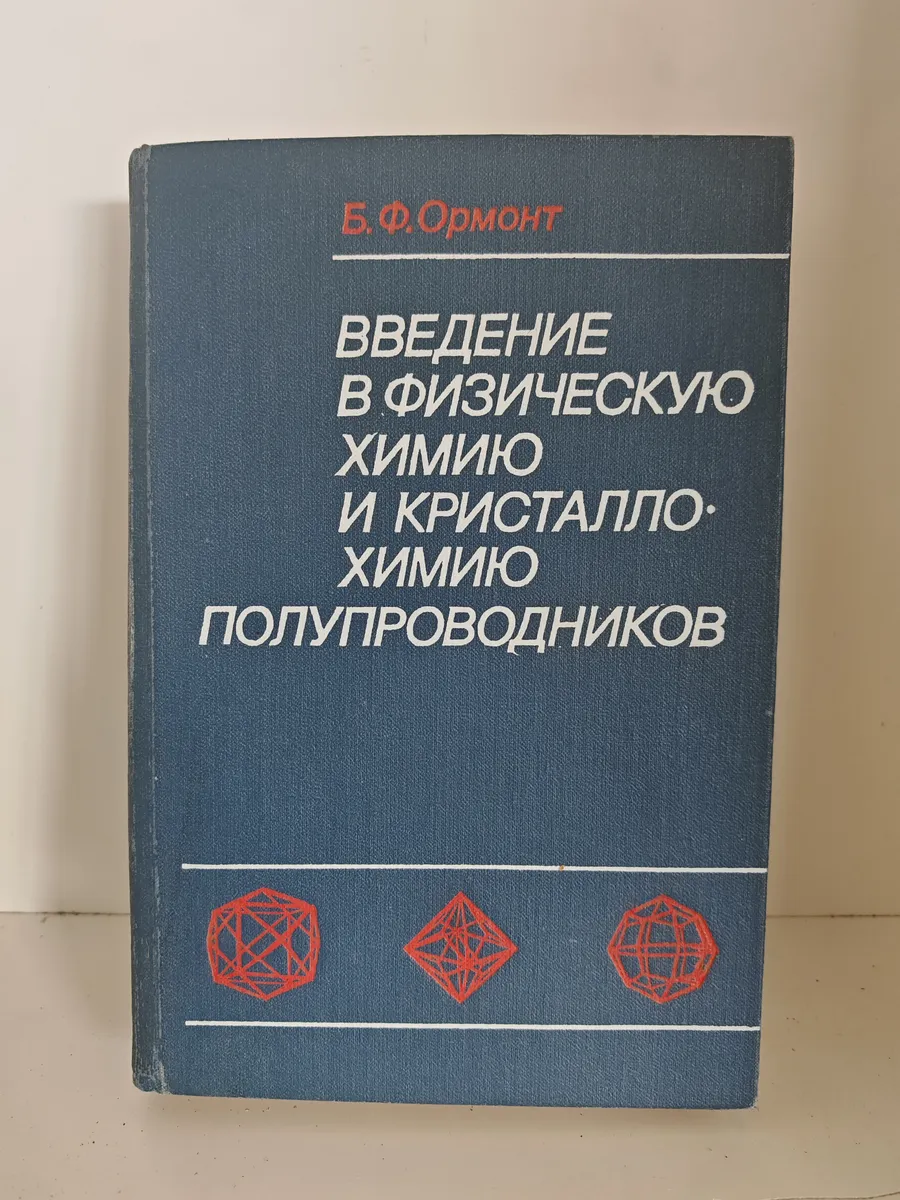 Б. Ф. Ормонт
ВВЕДЕНИЕ
В ФИЗИЧЕСКУЮ
ХИМИЮ
И КРИСТАЛЛО-
ХИМИЮ
ПОЛУПРОВОДНИКОВ